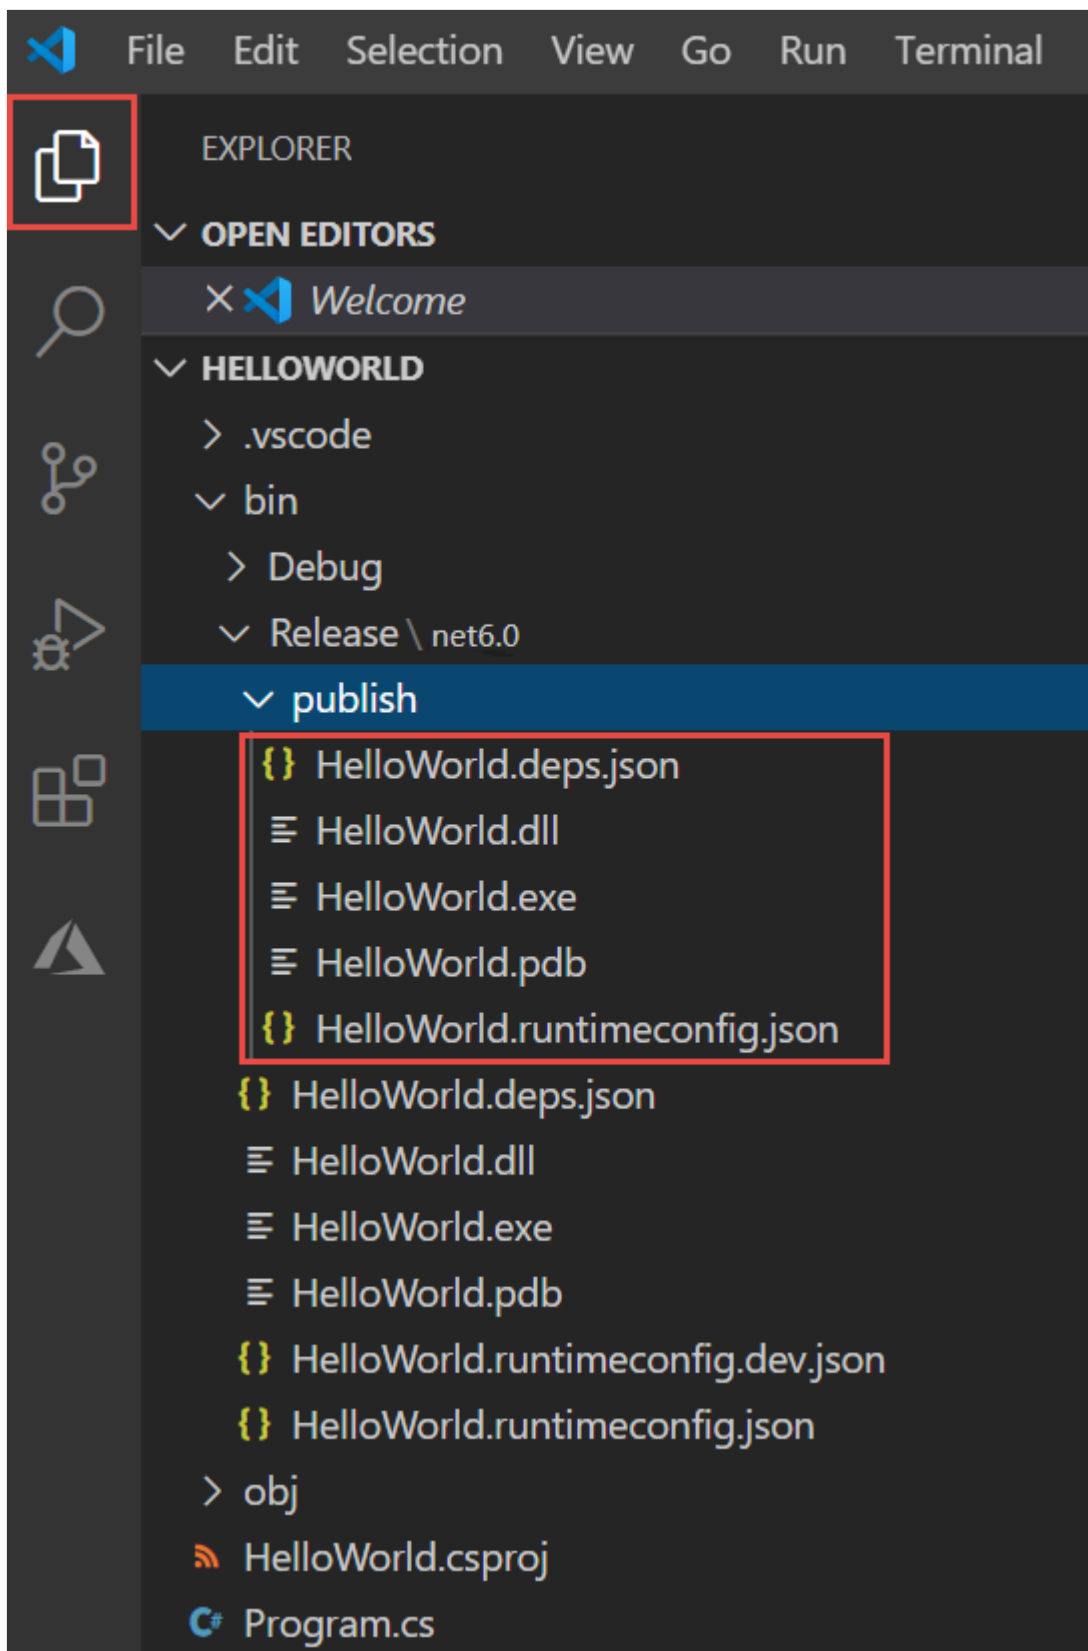 File Edit Selection View Go Run Terminal
EXPLORER
OPEN EDITORS
Welcome
HELLOWORLD
.vscode
bin
Debug
Release \ net6.0
publish
{} HelloWorld.deps.json
HelloWorld.dll
HelloWorld.exe
HelloWorld.pdb
{} HelloWorld.runtimeconfig.json
{} HelloWorld.deps.json
HelloWorld.dll
HelloWorld.exe
HelloWorld.pdb
{} HelloWorld.runtimeconfig.dev.json
{} HelloWorld.runtimeconfig.json
obj
HelloWorld.csproj
C# Program.cs